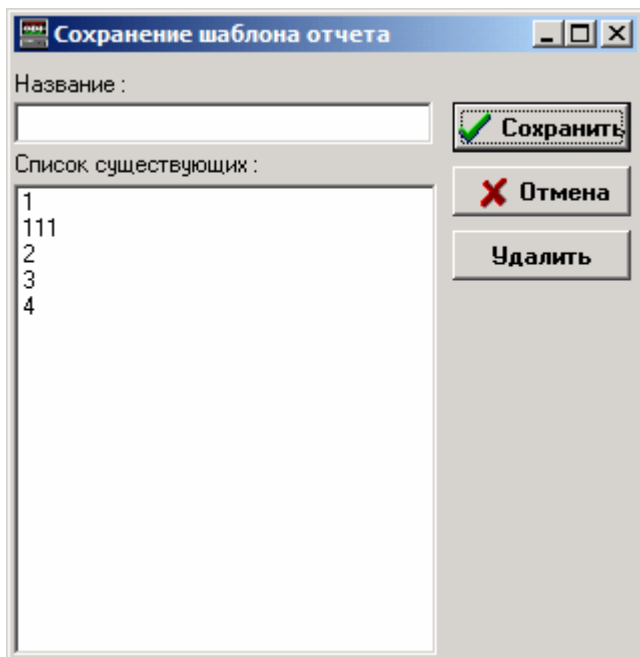 Сохранение шаблона отчета
Название :
Сохранить
Список существующих :
Отмена
Удалить
1
111
2
3
4